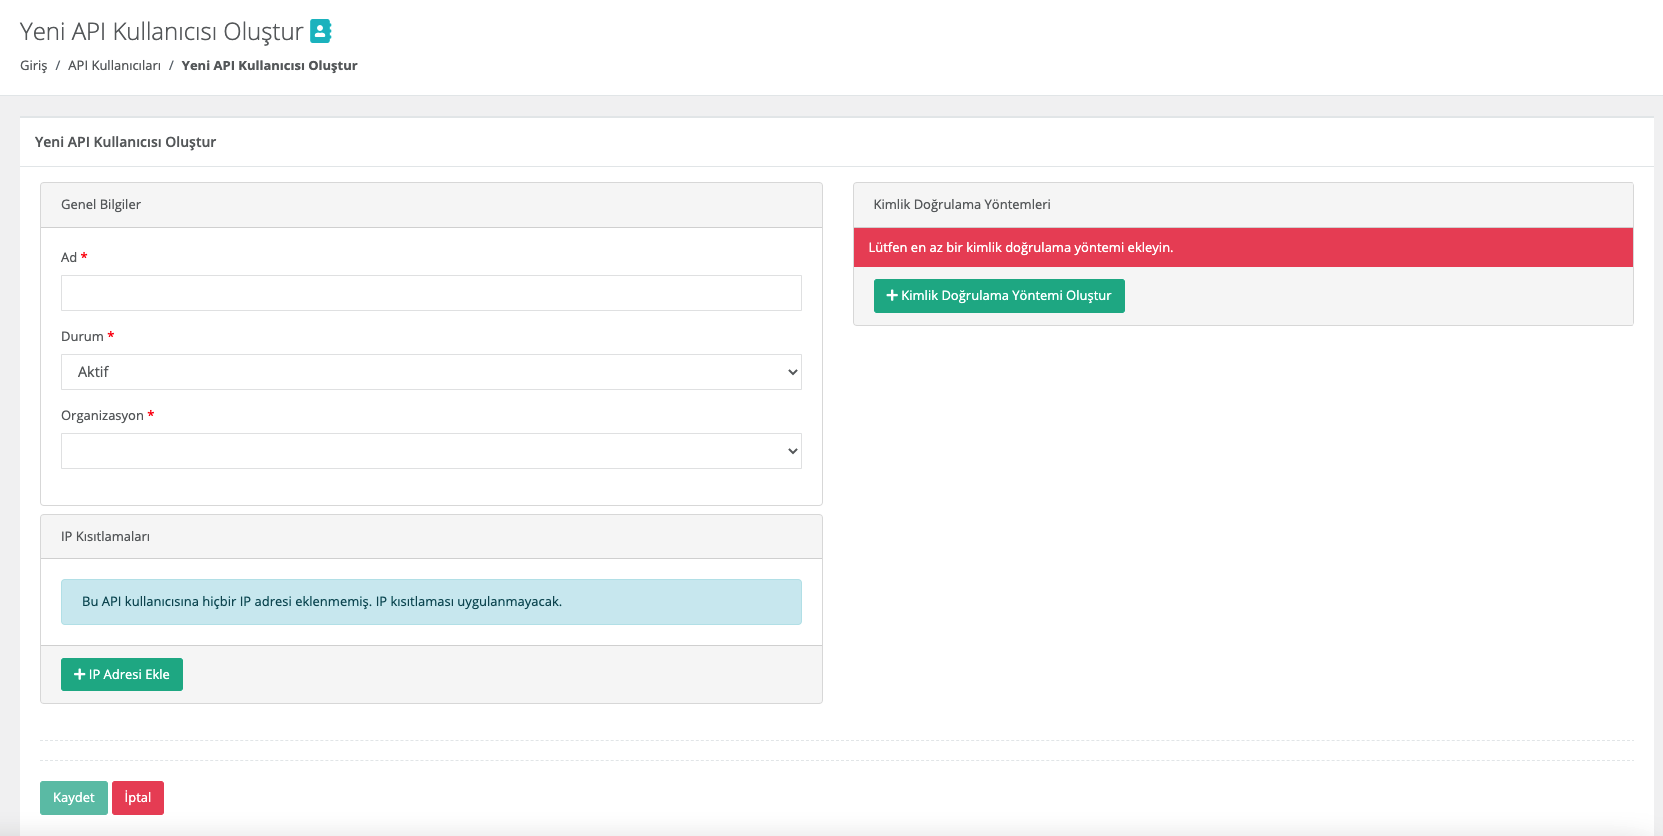 Yeni API Kullanıcısı Oluştur
Giriş / API Kullanıcıları / Yeni API Kullanıcısı Oluştur
Yeni API Kullanıcısı Oluştur
Genel Bilgiler
Ad *
Durum *
Aktif
Organizasyon *
IP Kısıtlamaları
Bu API kullanıcısına hiçbir IP adresi eklenmemiş. IP kısıtlaması uygulanmayacak.
+ IP Adresi Ekle
Kimlik Doğrulama Yöntemleri
Lütfen en az bir kimlik doğrulama yöntemi ekleyin.
+ Kimlik Doğrulama Yöntemi Oluştur
Kaydet
İptal